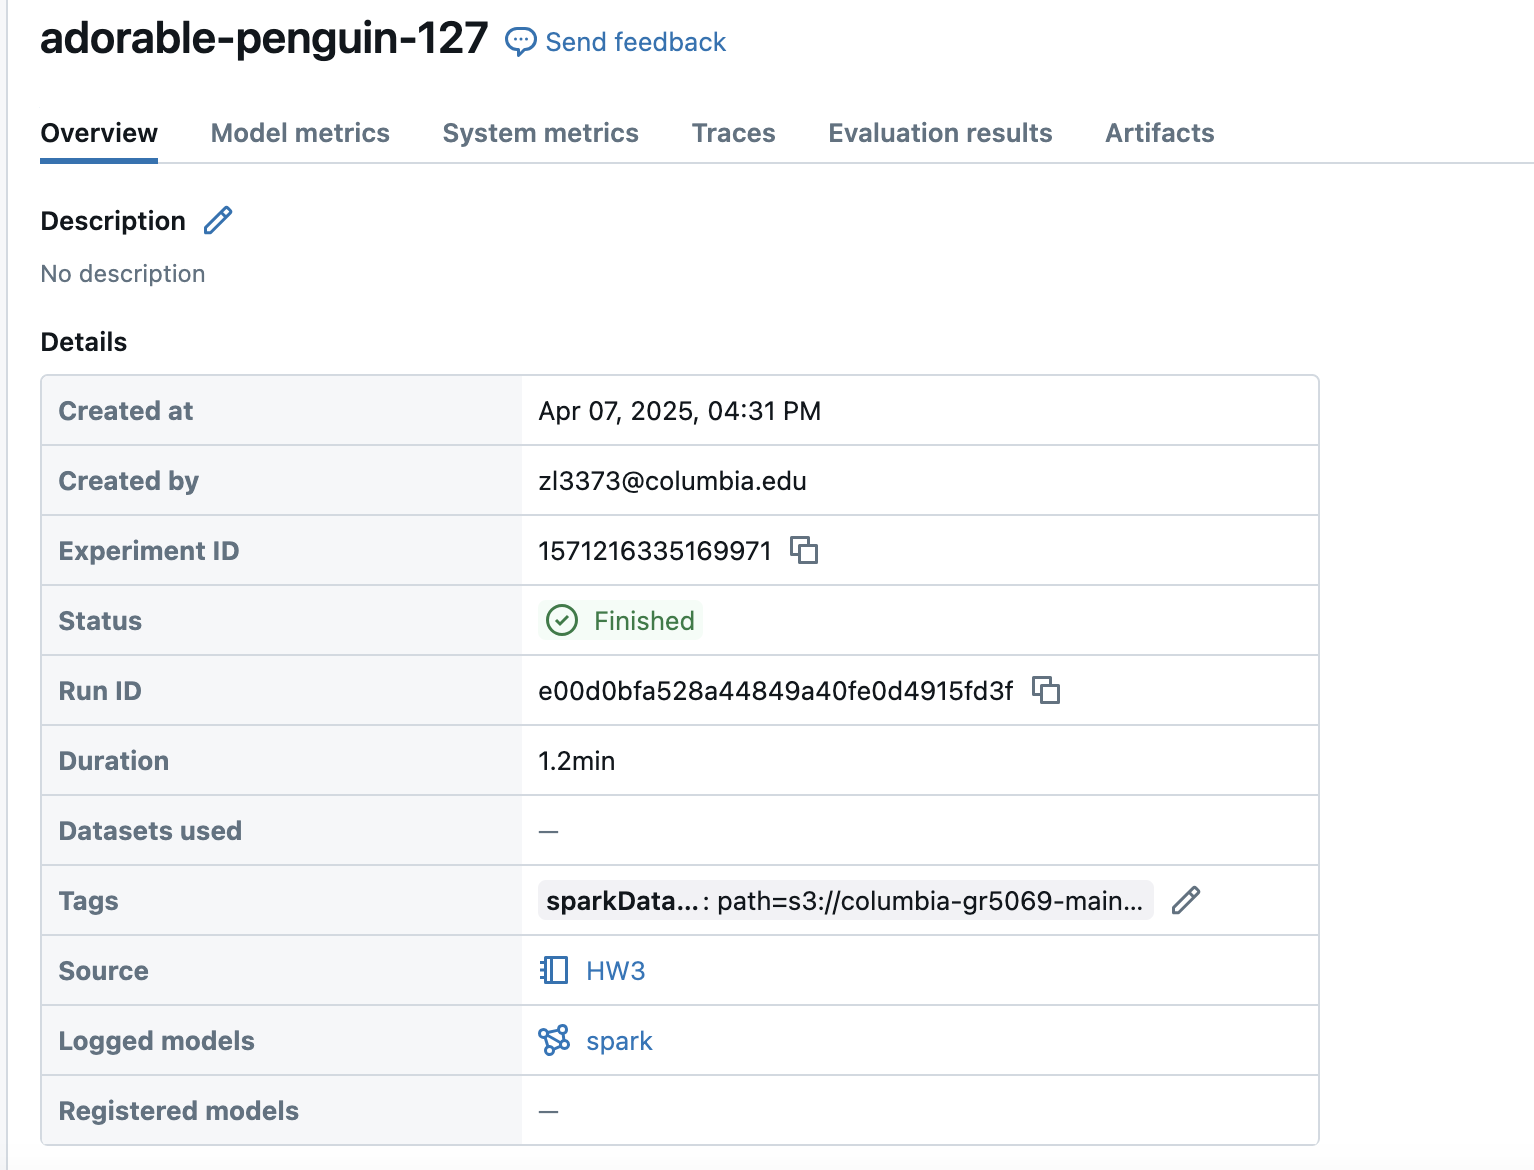 adorable-penguin-127 Send feedback
Overview Model metrics System metrics Traces Evaluation results Artifacts
Description
No description
Details
Created at Apr 07, 2025, 04:31 PM
Created by zl3373@columbia.edu
Experiment ID 1571216335169971
Status Finished
Run ID e00d0bfa528a44849a40fe0d4915fd3f
Duration 1.2min
Datasets used —
Tags sparkData...: path=s3://columbia-gr5069-main...
Source HW3
Logged models spark
Registered models —